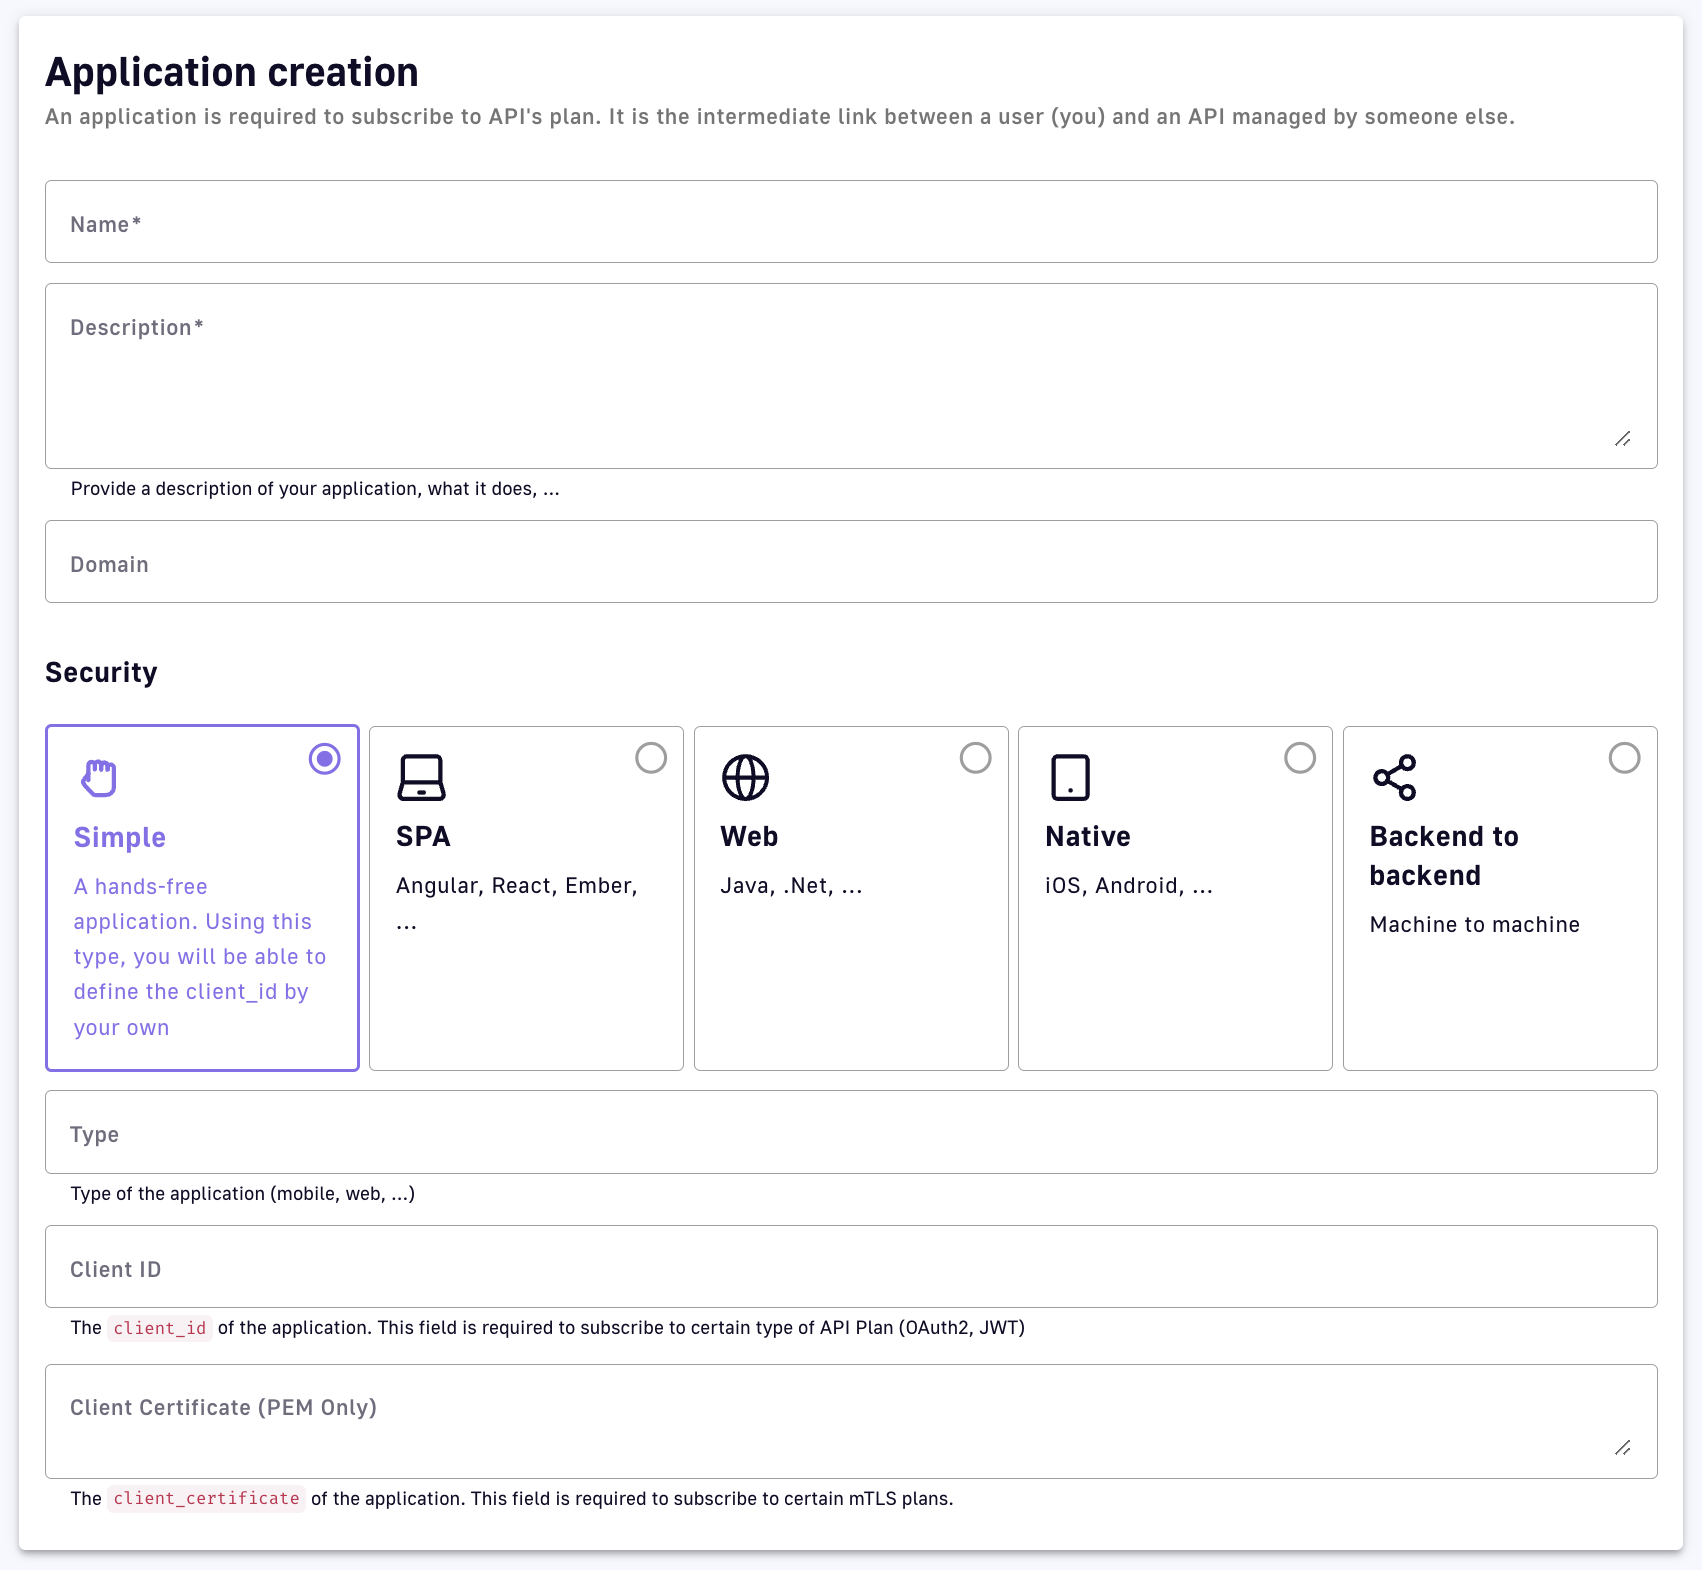 Application creation
An application is required to subscribe to API's plan. It is the intermediate link between a user (you) and an API managed by someone else.
Name*
Description*
Provide a description of your application, what it does, ...
Domain
Security
Simple
A hands-free
application. Using this
type, you will be able to
define the client_id by
your own
SPA
Angular, React, Ember,
...
Web
Java, .Net, ...
Native
iOS, Android, ...
Backend to
backend
Machine to machine
Type
Type of the application (mobile, web, ...)
Client ID
The client_id of the application. This field is required to subscribe to certain type of API Plan (OAuth2, JWT)
Client Certificate (PEM Only)
The client_certificate of the application. This field is required to subscribe to certain mTLS plans.